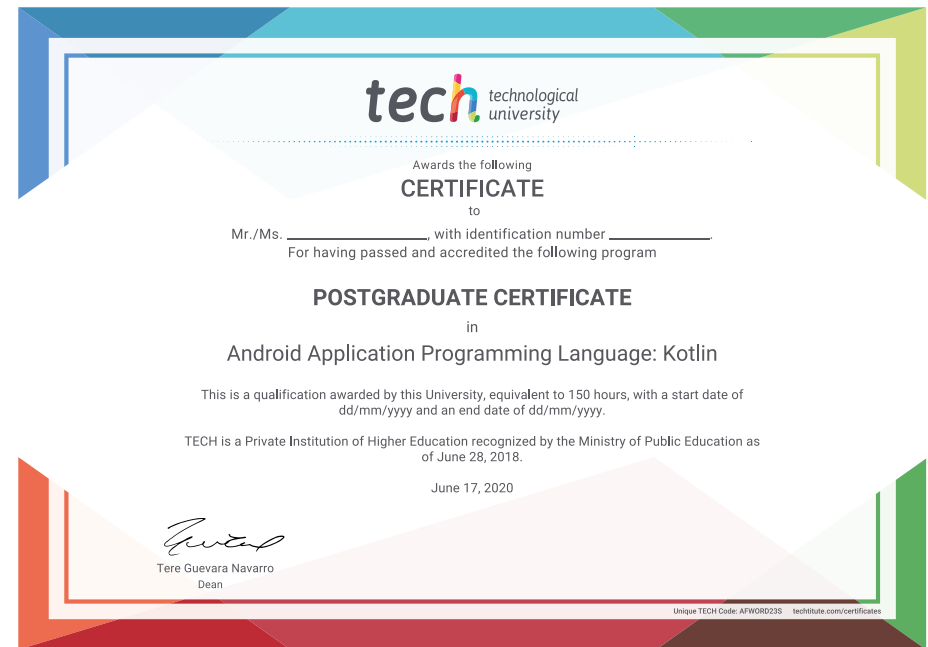 tech technological
university
Awards the following
CERTIFICATE
to
Mr./Ms. ____________________, with identification number ______________.
For having passed and accredited the following program
POSTGRADUATE CERTIFICATE
in
Android Application Programming Language: Kotlin
This is a qualification awarded by this University, equivalent to 150 hours, with a start date of
dd/mm/yyyy and an end date of dd/mm/yyyy.
TECH is a Private Institution of Higher Education recognized by the Ministry of Public Education as
of June 28, 2018.
June 17, 2020
Tere Guevara Navarro
Dean
Unique TECH Code: AFWORD23S techtitute.com/certificates